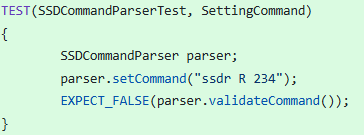 TEST(SSDCommandParserTest, SettingCommand)
{
SSDCommandParser parser;
parser.setCommand("ssdr R 234");
EXPECT_FALSE(parser.validateCommand());
}